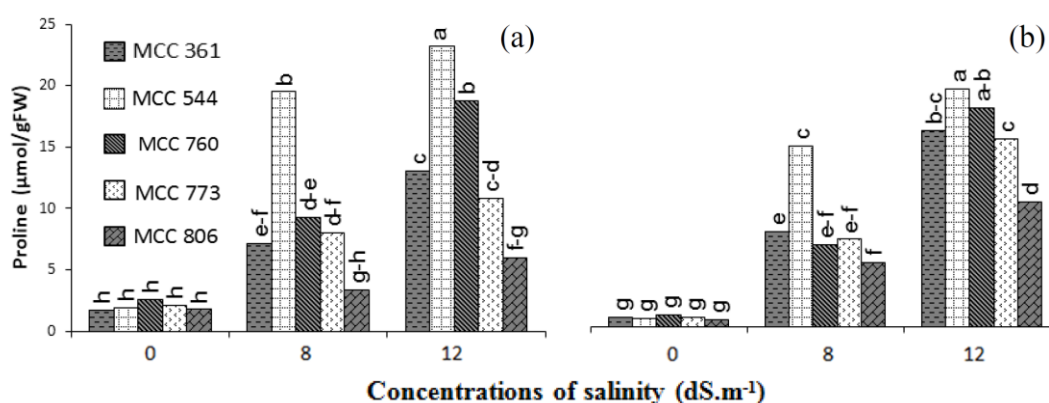 (a)
(b)
Proline (µmol/gFW)
25
20
15
10
5
0
MCC 361
MCC 544
MCC 760
MCC 773
MCC 806
h h h h h
e-f b d-e d-f g-h
c a b c-d f-g
g g g g g
e c e-f e-f f
b-c a a-b c d
0 8 12
0 8 12
Concentrations of salinity (dS.m-1)